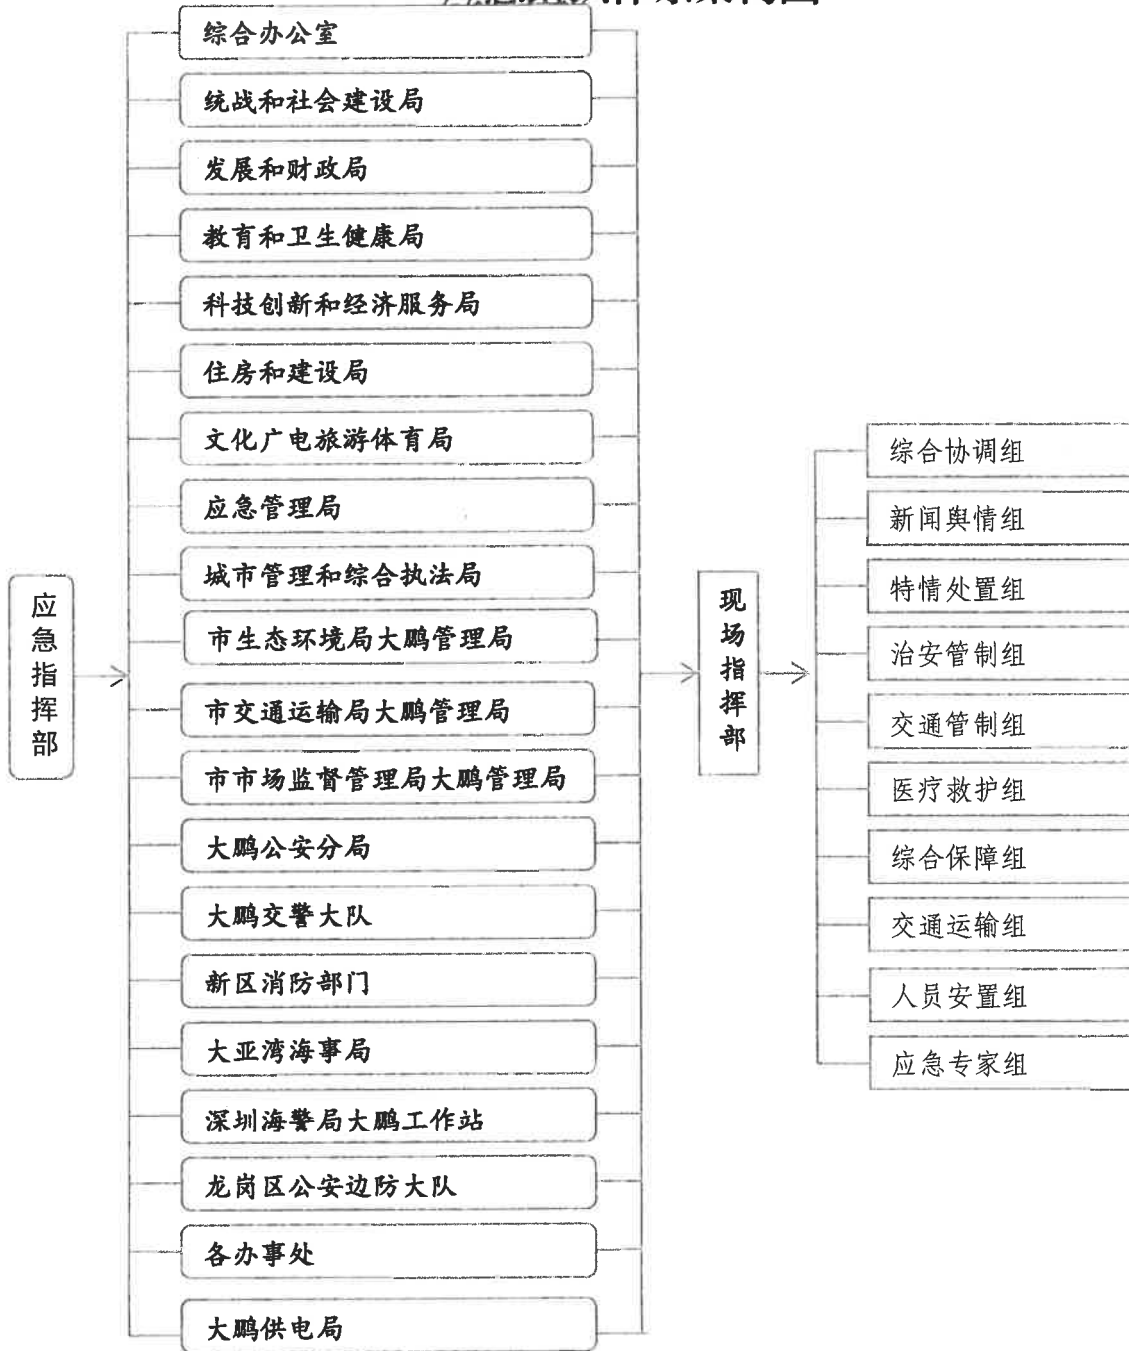 综合办公室
统战和社会建设局
发展和财政局
教育和卫生健康局
科技创新和经济服务局
住房和建设局
文化广电旅游体育局
应急管理局
城市管理和综合执法局
市生态环境局大鹏管理局
市交通运输局大鹏管理局
市市场监督管理局大鹏管理局
大鹏公安分局
大鹏交警大队
新区消防部门
大亚湾海事局
深圳海警局大鹏工作站
龙岗区公安边防大队
各办事处
大鹏供电局
应急指挥部
现场指挥部
综合协调组
新闻舆情组
特情处置组
治安管制组
交通管制组
医疗救护组
综合保障组
交通运输组
人员安置组
应急专家组